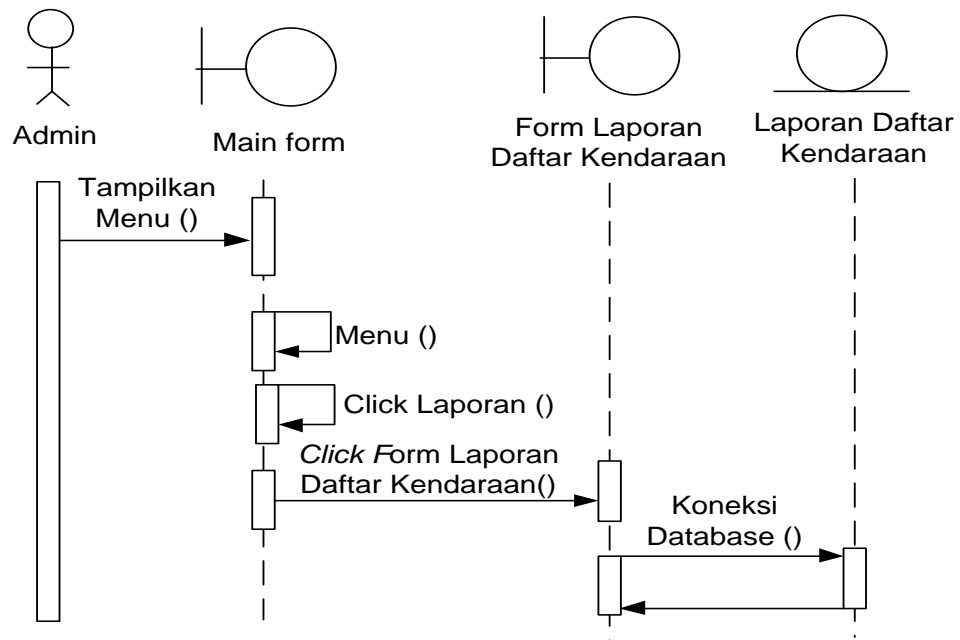 Admin
Main form
Form Laporan
Daftar Kendaraan
Laporan Daftar
Kendaraan
Tampilkan
Menu ()
Menu ()
Click Laporan ()
Click Form Laporan
Daftar Kendaraan()
Koneksi
Database ()